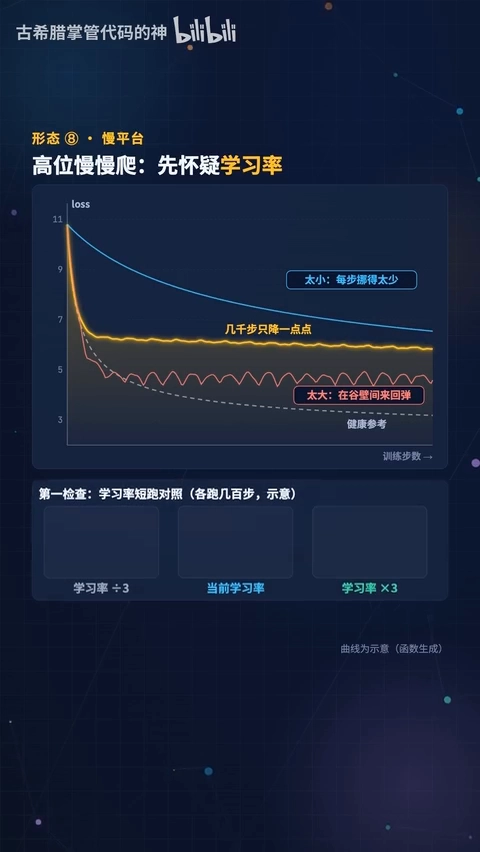 古希腊掌管代码的神 bilibili
形态 ⑧ · 慢平台
高位慢慢爬：先怀疑学习率
loss
11
9
太小：每步挪得太少
7
几千步只降一点点
5
太大：在谷壁间来回弹
3
健康参考
训练步数 →
第一检查：学习率短跑对照（各跑几百步，示意）
学习率 ÷3
当前学习率
学习率 ×3
曲线为示意（函数生成）